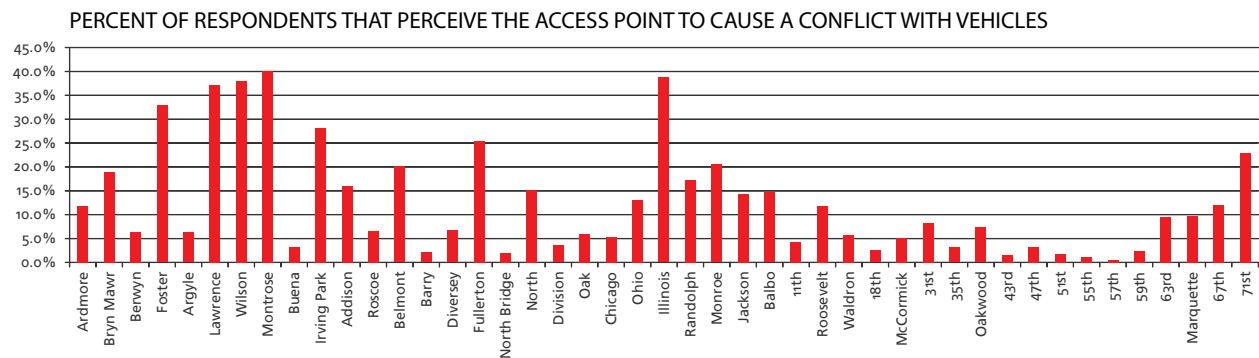 PERCENT OF RESPONDENTS THAT PERCEIVE THE ACCESS POINT TO CAUSE A CONFLICT WITH VEHICLES
45.0%
40.0%
35.0%
30.0%
25.0%
20.0%
15.0%
10.0%
5.0%
0.0%
Ardmore
Bryn Mawr
Berwyn
Foster
Argyle
Lawrence
Wilson
Montrose
Buena
Irving Park
Addison
Roscoe
Belmont
Barry
Diversey
Fullerton
North Bridge
North
Division
Oak
Chicago
Ohio
Illinois
Randolph
Monroe
Jackson
Balbo
11th
Roosevelt
Waldron
18th
McCormick
31st
35th
Oakwood
43rd
47th
51st
55th
57th
59th
63rd
Marquette
67th
71st